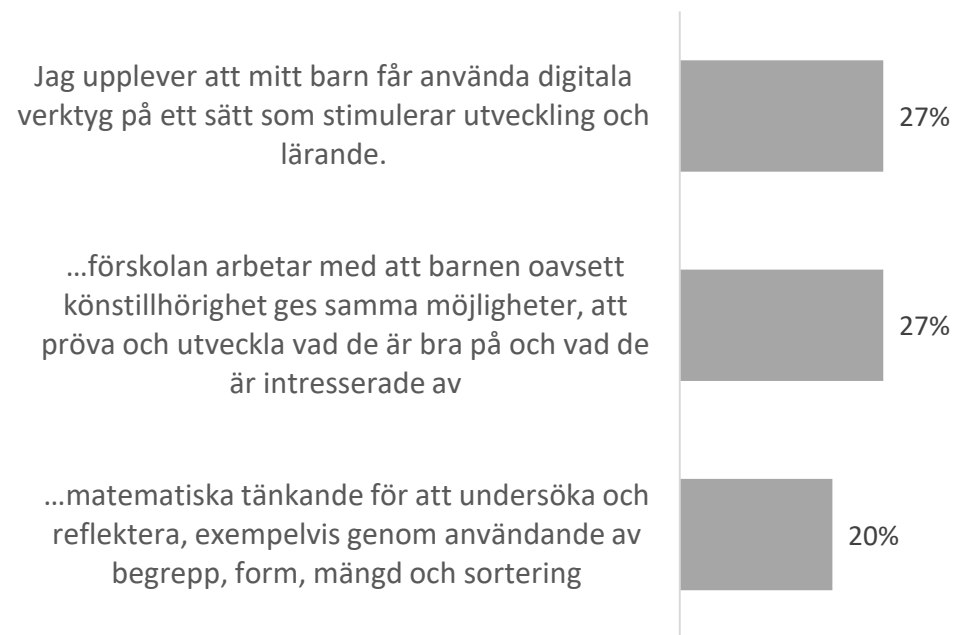 Jag upplever att mitt barn får använda digitala
verktyg på ett sätt som stimulerar utveckling och
lärande.
27%
…förskolan arbetar med att barnen oavsett
könstillhörighet ges samma möjligheter, att
pröva och utveckla vad de är bra på och vad de
är intresserade av
27%
…matematiska tänkande för att undersöka och
reflektera, exempelvis genom användande av
begrepp, form, mängd och sortering
20%